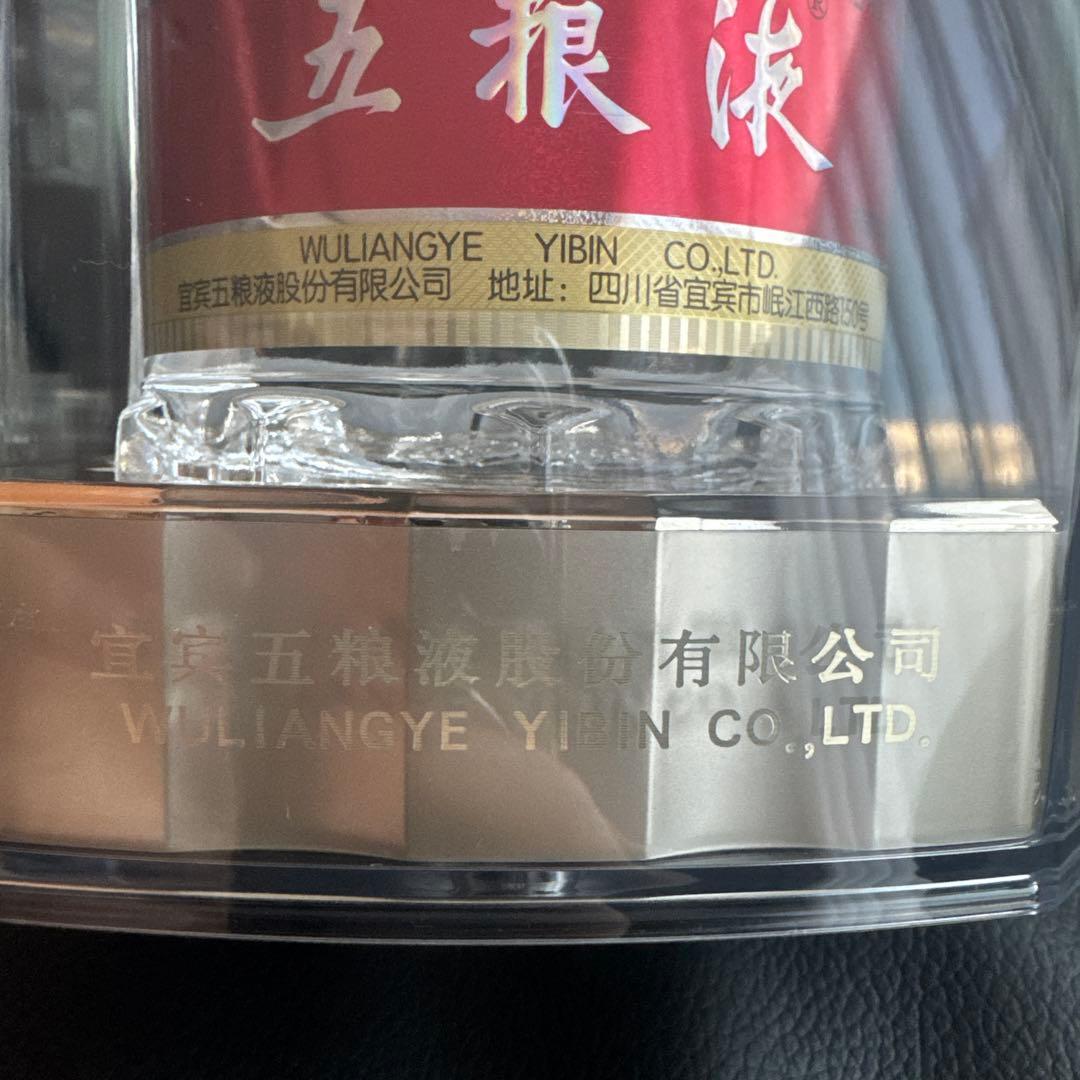 五粮液®
WULIANGYE YIBIN CO.,LTD.
宜宾五粮液股份有限公司 地址：四川省宜宾市岷江西路150号
宜宾五粮液股份有限公司
WULIANGYE YIBIN CO.,LTD.